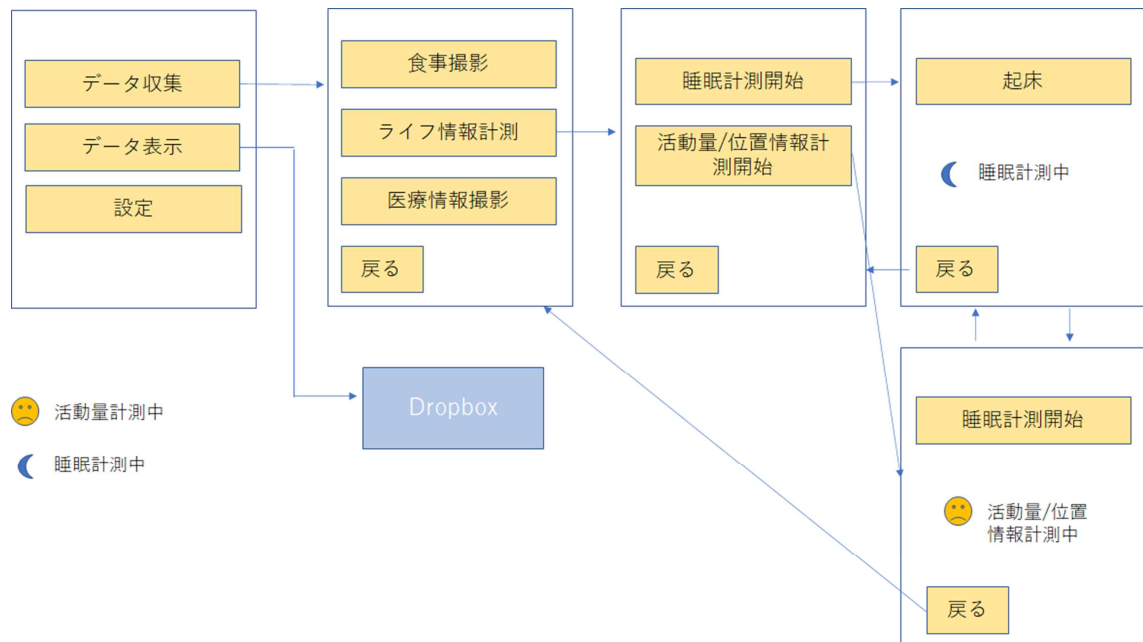 データ収集
データ表示
設定
食事撮影
ライフ情報計測
医療情報撮影
戻る
睡眠計測開始
活動量/位置情報計
測開始
戻る
起床
睡眠計測中
戻る
Dropbox
活動量計測中
睡眠計測中
睡眠計測開始
活動量/位置
情報計測中
戻る